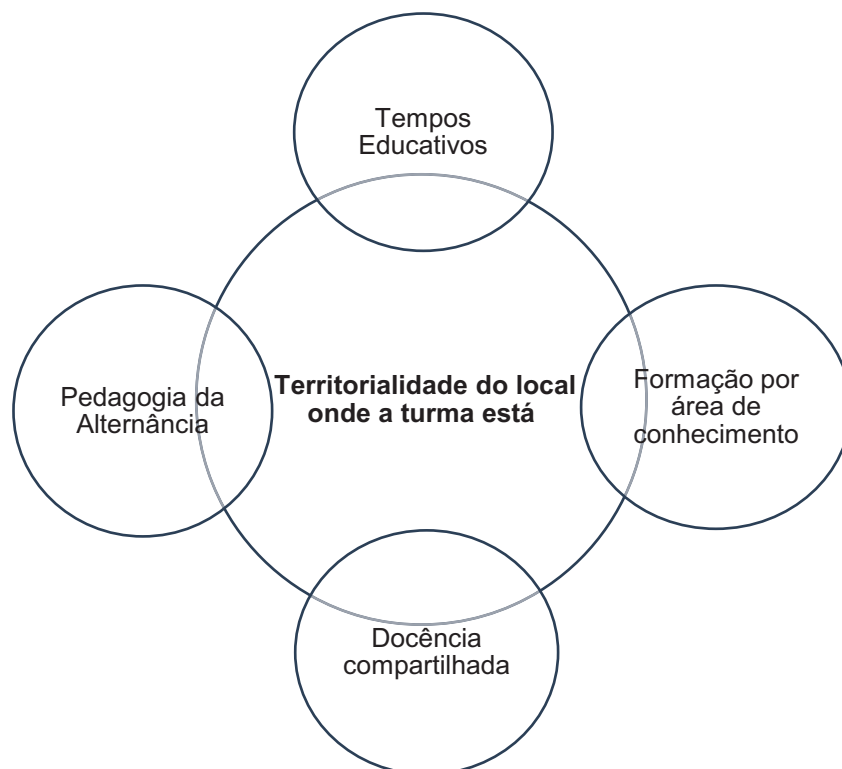 Tempos
Educativos
Pedagogia da
Alternância
Territorialidade do local
onde a turma está
Formação por
área de
conhecimento
Docência
compartilhada